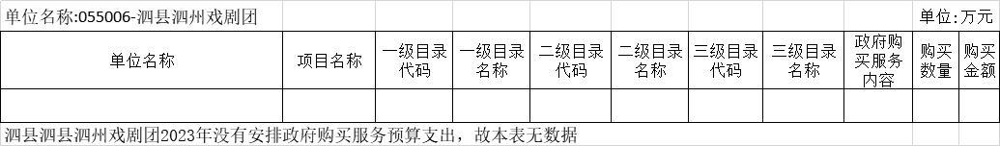 单位名称:055006-泗县泗州戏剧团 单位:万元
单位名称 项目名称 一级目录代码 一级目录名称 二级目录代码 二级目录名称 三级目录代码 三级目录名称 政府购买服务内容 购买数量 购买金额
泗县泗县泗州戏剧团2023年没有安排政府购买服务预算支出，故本表无数据